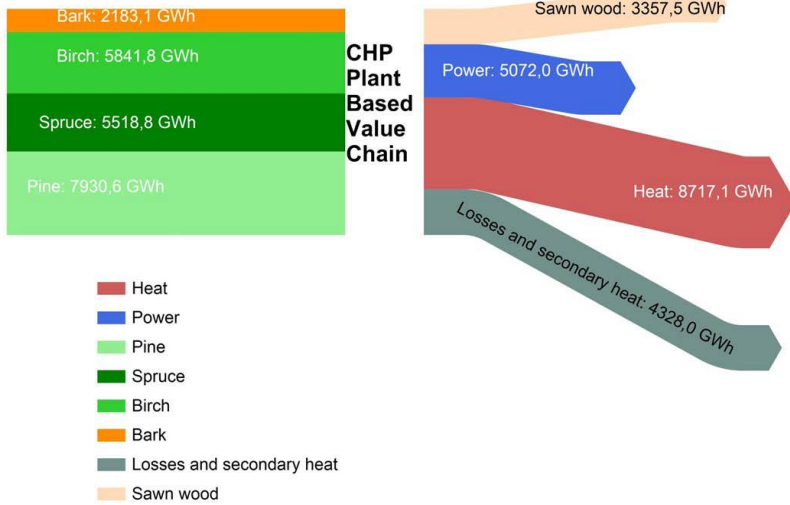 Bark: 2183,1 GWh
Birch: 5841,8 GWh
Spruce: 5518,8 GWh
Pine: 7930,6 GWh
CHP
Plant
Based
Value
Chain
Sawn wood: 3357,5 GWh
Power: 5072,0 GWh
Heat: 8717,1 GWh
Losses and secondary heat: 4328,0 GWh
Heat
Power
Pine
Spruce
Birch
Bark
Losses and secondary heat
Sawn wood